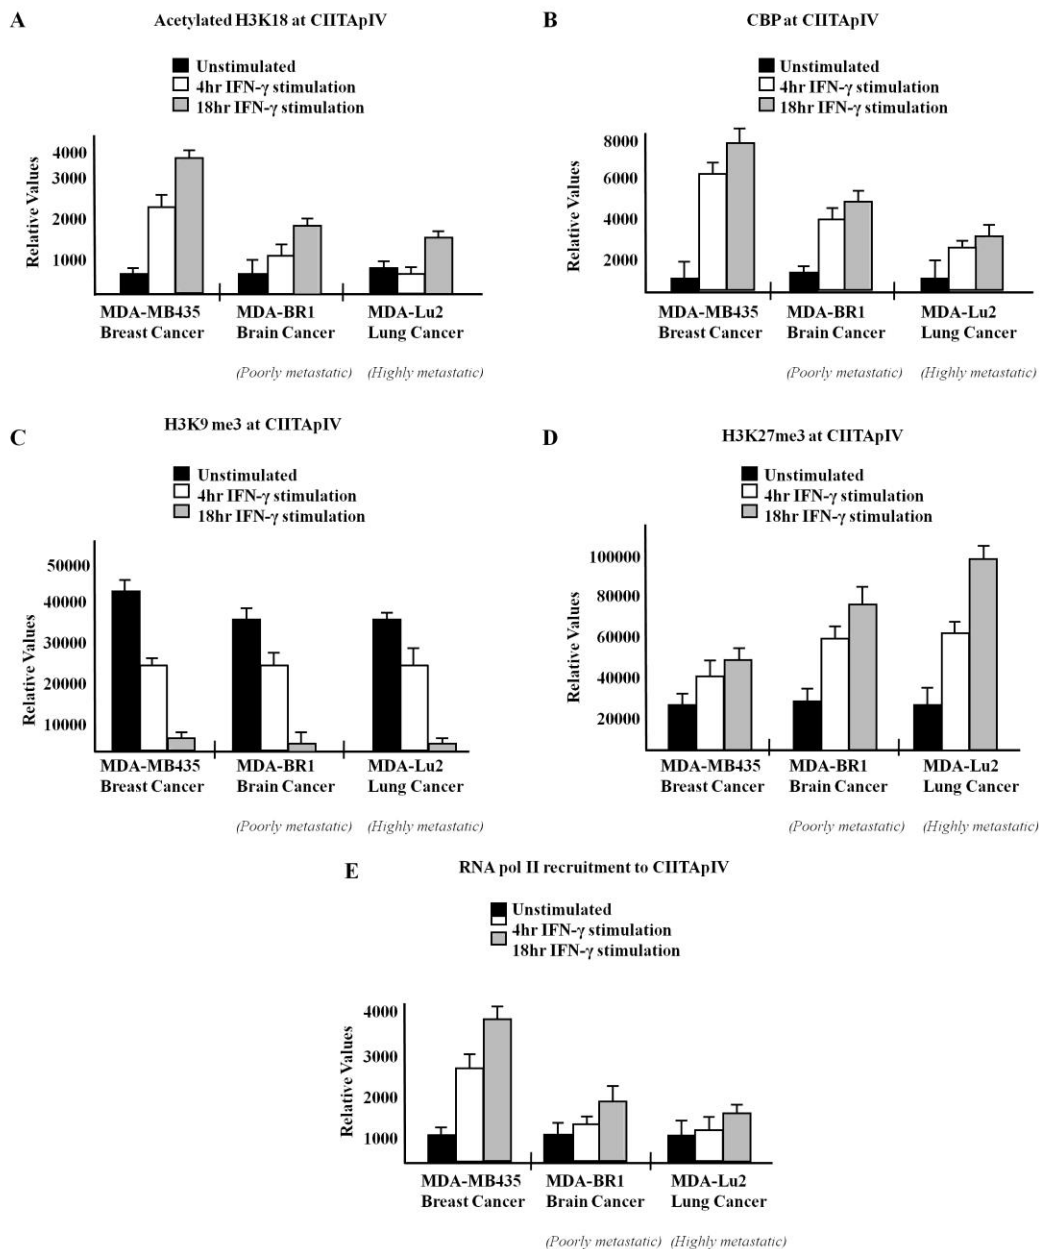 A
Acetylated H3K18 at CIITApIV
Unstimulated
4hr IFN-γ stimulation
18hr IFN-γ stimulation
Relative Values
4000
3000
2000
1000
MDA-MB435 MDA-BR1 MDA-Lu2
Breast Cancer Brain Cancer Lung Cancer
(Poorly metastatic) (Highly metastatic)
B
CBP at CIITApIV
Unstimulated
4hr IFN-γ stimulation
18hr IFN-γ stimulation
Relative Values
8000
6000
4000
2000
MDA-MB435 MDA-BR1 MDA-Lu2
Breast Cancer Brain Cancer Lung Cancer
(Poorly metastatic) (Highly metastatic)
C
H3K9 me3 at CIITApIV
Unstimulated
4hr IFN-γ stimulation
18hr IFN-γ stimulation
Relative Values
50000
40000
30000
20000
10000
MDA-MB435 MDA-BR1 MDA-Lu2
Breast Cancer Brain Cancer Lung Cancer
(Poorly metastatic) (Highly metastatic)
D
H3K27me3 at CIITApIV
Unstimulated
4hr IFN-γ stimulation
18hr IFN-γ stimulation
Relative Values
100000
80000
60000
40000
20000
MDA-MB435 MDA-BR1 MDA-Lu2
Breast Cancer Brain Cancer Lung Cancer
(Poorly metastatic) (Highly metastatic)
E
RNA pol II recruitment to CIITApIV
Unstimulated
4hr IFN-γ stimulation
18hr IFN-γ stimulation
Relative Values
4000
3000
2000
1000
MDA-MB435 MDA-BR1 MDA-Lu2
Breast Cancer Brain Cancer Lung Cancer
(Poorly metastatic) (Highly metastatic)